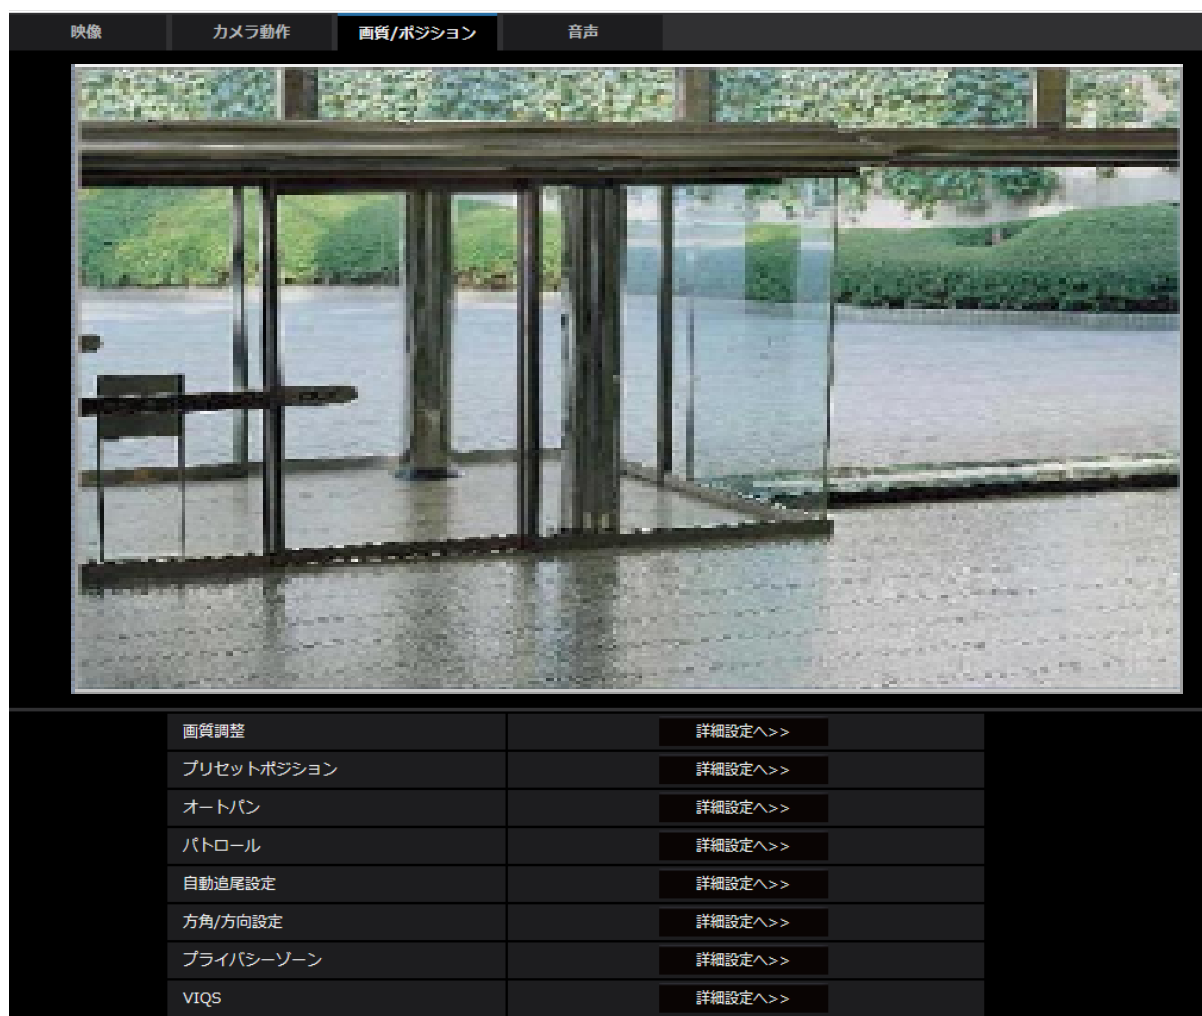 映像 カメラ動作 画質/ポジション 音声
画質調整 詳細設定へ>>
プリセットポジション 詳細設定へ>>
オートパン 詳細設定へ>>
パトロール 詳細設定へ>>
自動追尾設定 詳細設定へ>>
方角/方向設定 詳細設定へ>>
プライバシーゾーン 詳細設定へ>>
VIQS 詳細設定へ>>